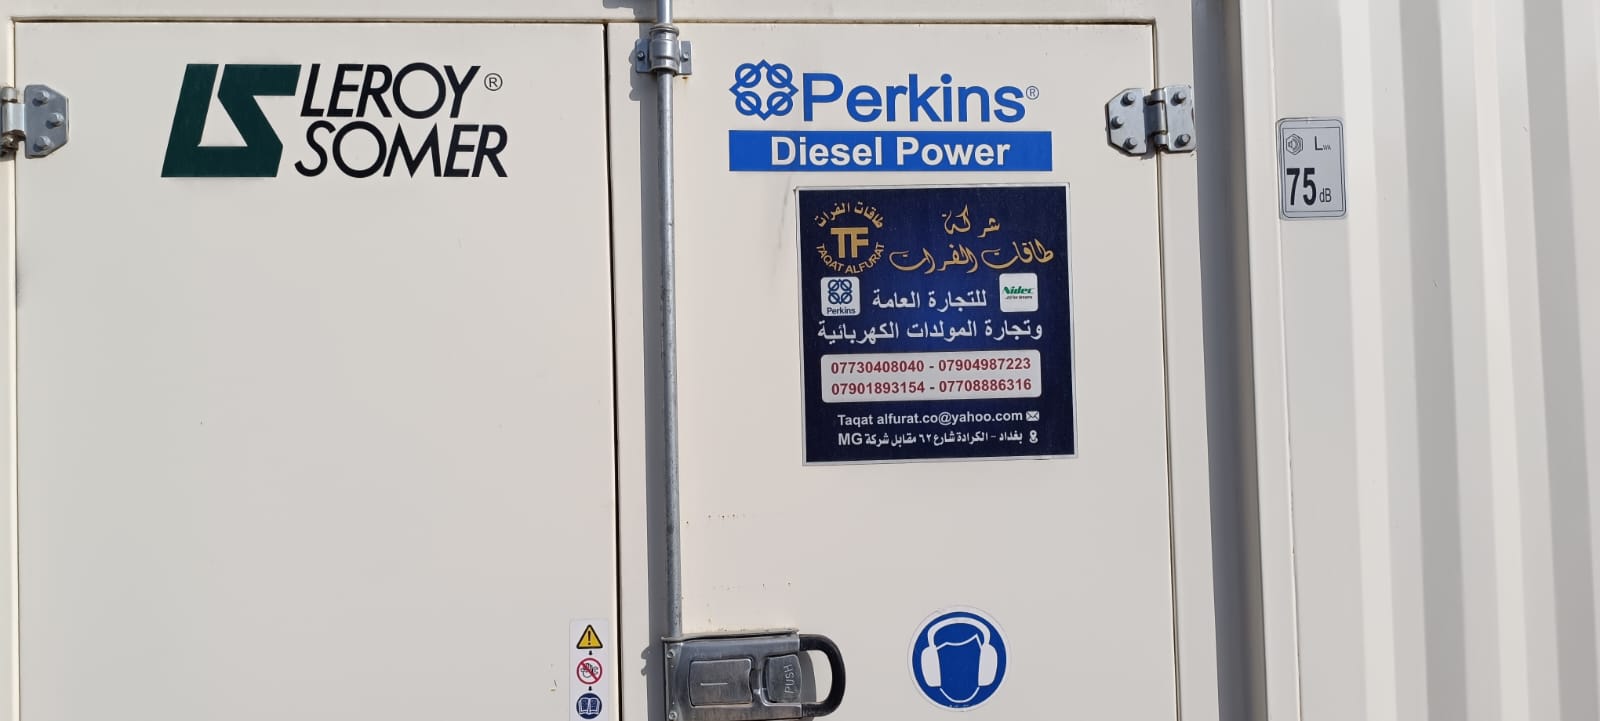 LEROY®
SOMER
Perkins®
Diesel Power
LWA
75 dB
طاقات الفرات
TF
TAQAT ALFURAT
شركة
طاقات الفرات
Perkins
للتجارة العامة
Nidec
وتجارة المولدات الكهربائية
07730408040 - 07904987223
07901893154 - 07708886316
Taqat alfurat.co@yahoo.com
بغداد - الكرادة شارع ٦٢ مقابل شركة MG
PUSH